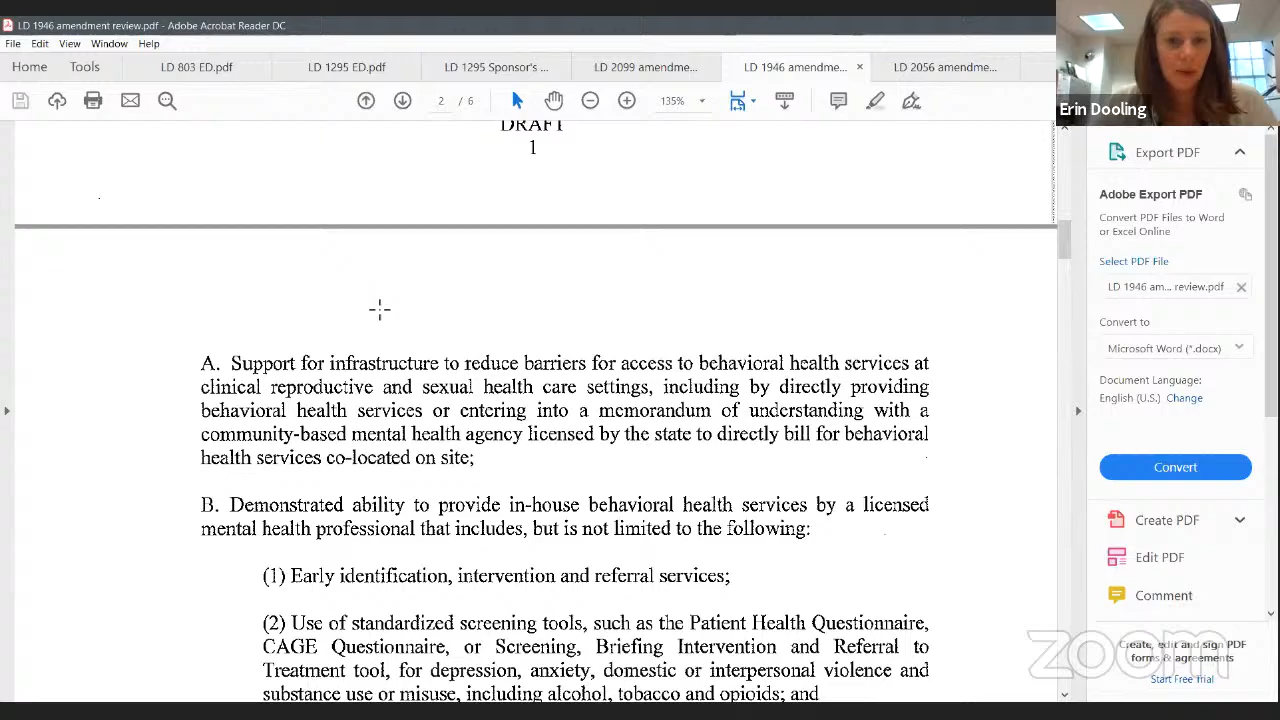 LD 1946 amendment review.pdf - Adobe Acrobat Reader DC
File Edit View Window Help
Home Tools LD 803 ED.pdf LD 1295 ED.pdf LD 1295 Sponsor's ... LD 2099 amendme... LD 1946 amendme... × LD 2056 amendme...
2 / 6 135%
Erin Dooling
DRAFT
1
A. Support for infrastructure to reduce barriers for access to behavioral health services at
clinical reproductive and sexual health care settings, including by directly providing
behavioral health services or entering into a memorandum of understanding with a
community-based mental health agency licensed by the state to directly bill for behavioral
health services co-located on site;
B. Demonstrated ability to provide in-house behavioral health services by a licensed
mental health professional that includes, but is not limited to the following:
(1) Early identification, intervention and referral services;
(2) Use of standardized screening tools, such as the Patient Health Questionnaire,
CAGE Questionnaire, or Screening, Briefing Intervention and Referral to
Treatment tool, for depression, anxiety, domestic or interpersonal violence and
substance use or misuse, including alcohol, tobacco and opioids; and
Export PDF
Adobe Export PDF
Convert PDF Files to Word
or Excel Online
Select PDF File
LD 1946 am... review.pdf
Convert to
Microsoft Word (*.docx)
Document Language:
English (U.S.) Change
Convert
Create PDF
Edit PDF
Comment
Create, edit and sign PDF
forms & agreements
Start Free Trial
zoom